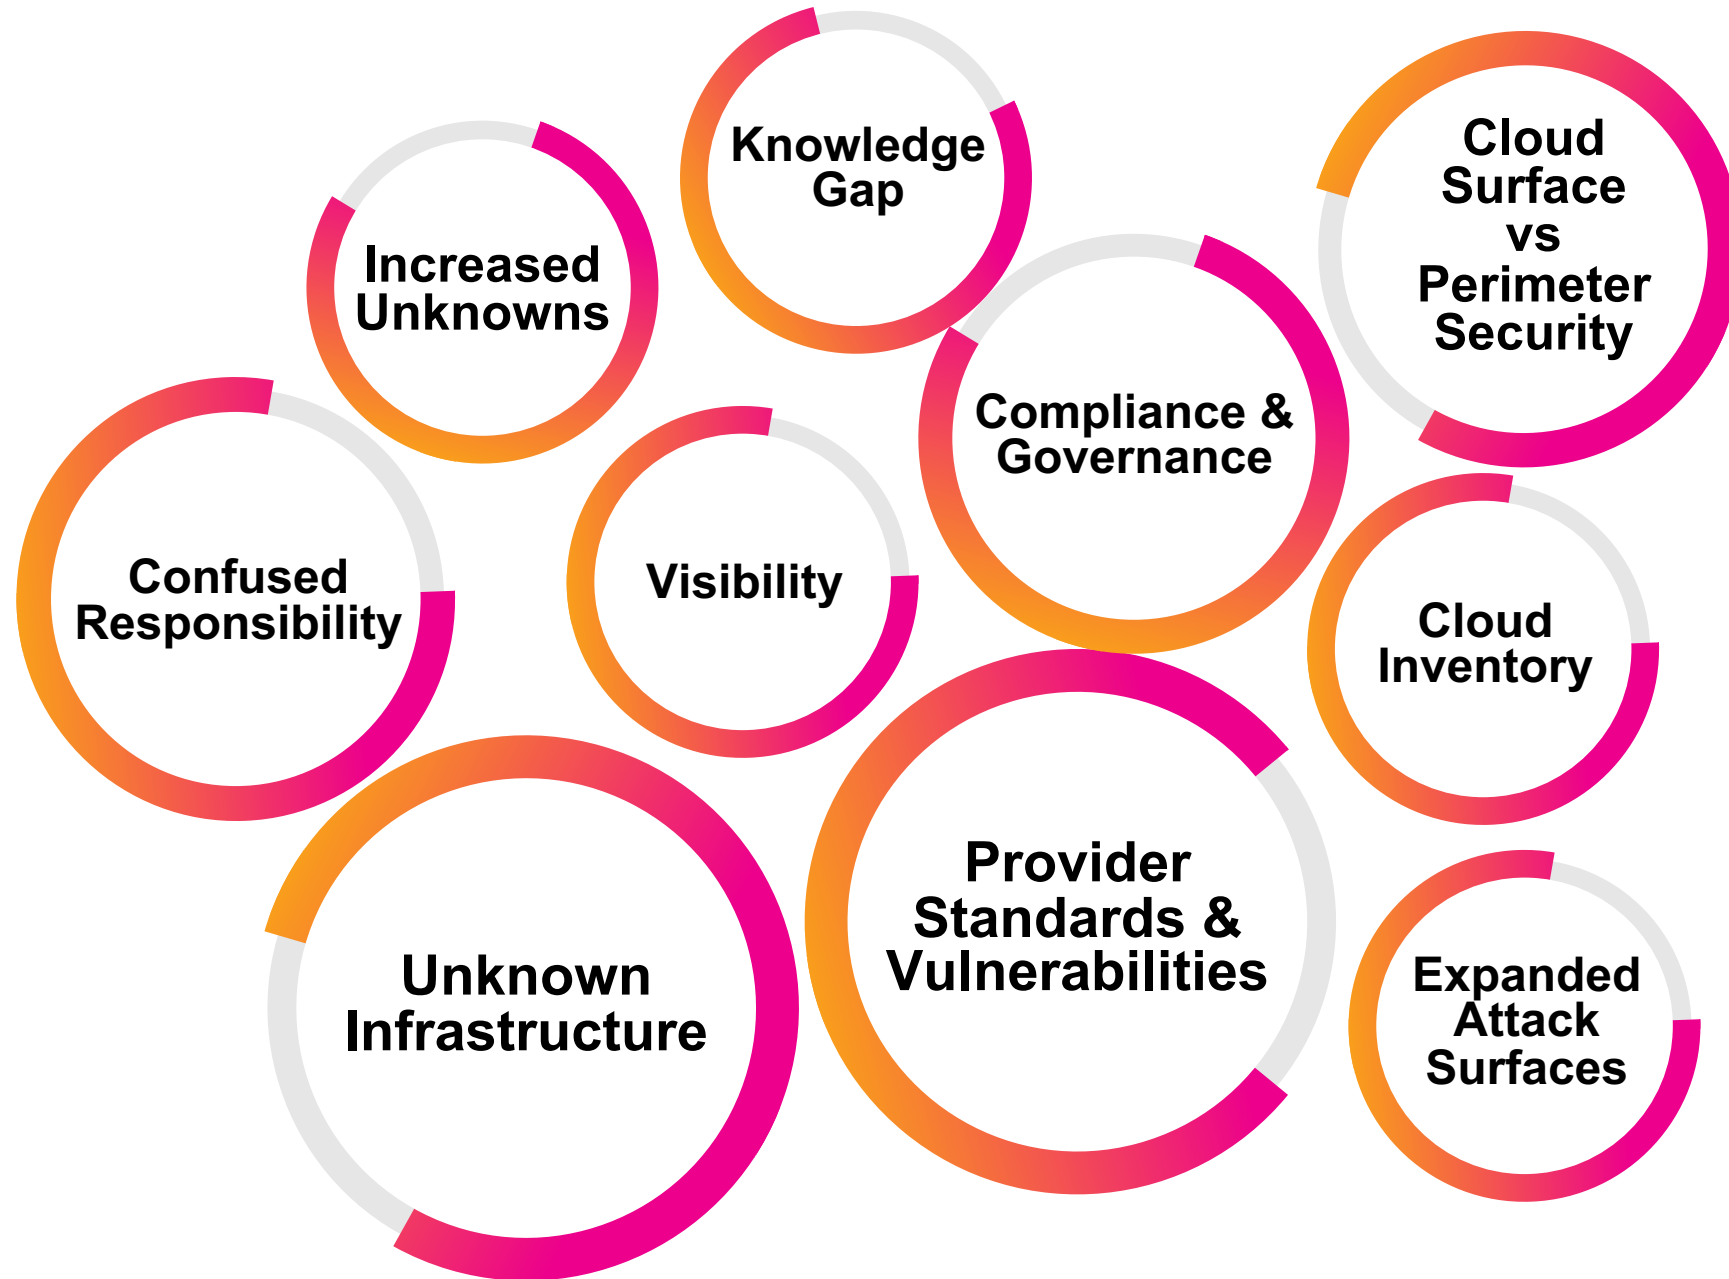 Knowledge
Gap
Cloud
Surface
vs
Perimeter
Security
Increased
Unknowns
Compliance &
Governance
Confused
Responsibility
Visibility
Cloud
Inventory
Provider
Standards &
Vulnerabilities
Unknown
Infrastructure
Expanded
Attack
Surfaces